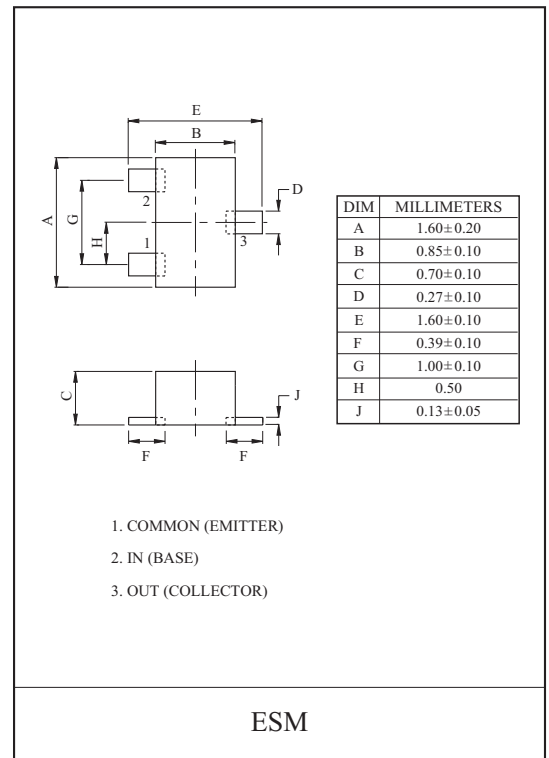 E
B
A
G
H
2
1
D
3
DIM MILLIMETERS
A 1.60±0.20
B 0.85±0.10
C 0.70±0.10
D 0.27±0.10
E 1.60±0.10
F 0.39±0.10
G 1.00±0.10
H 0.50
J 0.13±0.05
C
J
F F
1. COMMON (EMITTER)
2. IN (BASE)
3. OUT (COLLECTOR)
ESM